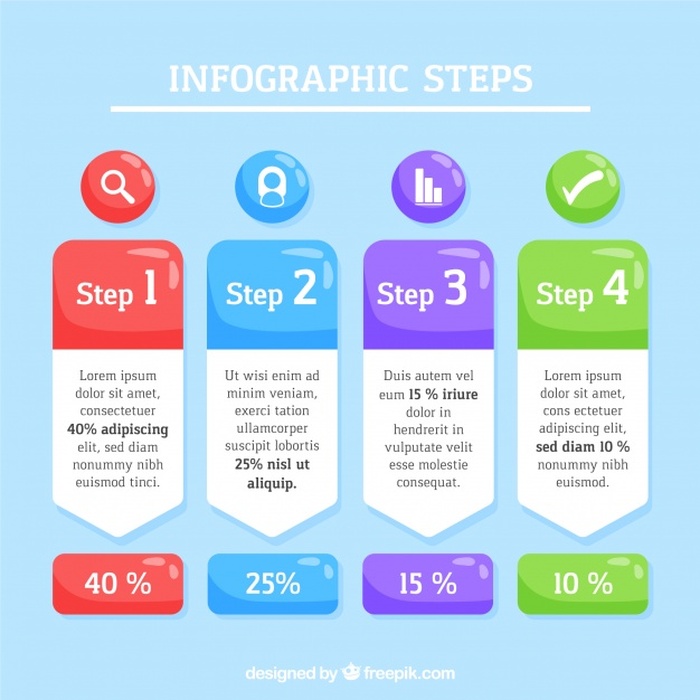 INFOGRAPHIC STEPS
Step 1
Lorem ipsum
dolor sit amet,
consectetuer
40% adipiscing
elit, sed diam
nonummy nibh
euismod tinci.
40 %
Step 2
Ut wisi enim ad
minim veniam,
exerci tation
ullamcorper
suscipit lobortis
25% nisl ut
aliquip.
25%
Step 3
Duis autem vel
eum 15 % iriure
dolor in
hendrerit in
vulputate velit
esse molestie
consequat.
15 %
Step 4
Lorem ipsum
dolor sit amet,
cons ectetuer
adipiscing elit,
sed diam 10 %
nonummy nibh
euismod.
10 %
designed by freepik.com